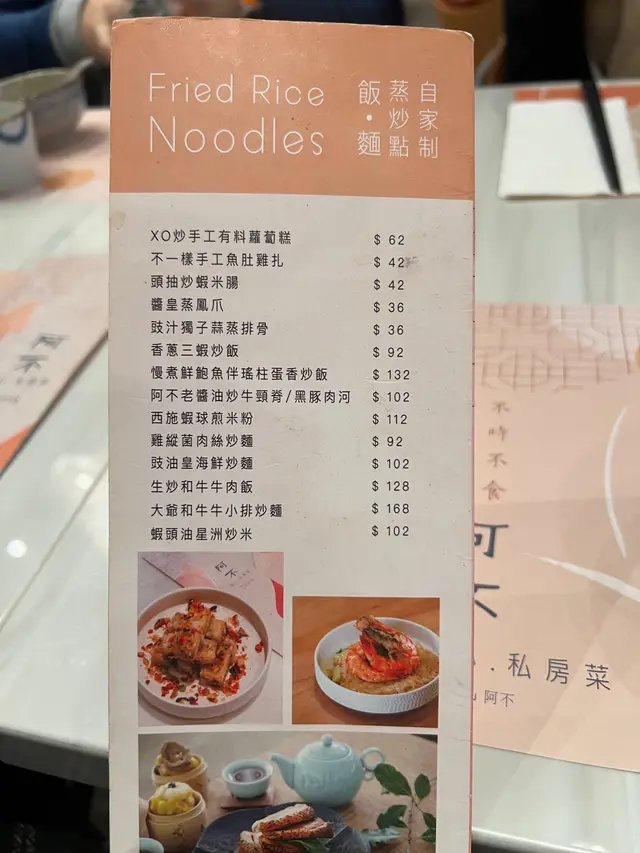 Fried Rice
Noodles
自家制
蒸炒點
飯・麵
XO炒手工有料蘿蔔糕 $ 62
不一樣手工魚肚雞扎 $ 42
頭抽炒蝦米腸 $ 42
醬皇蒸鳳爪 $ 36
豉汁獨子蒜蒸排骨 $ 36
香蔥三蝦炒飯 $ 92
慢煮鮮鮑魚伴瑤柱蛋香炒飯 $ 132
阿不老醬油炒牛頸脊/黑豚肉河 $ 102
西施蝦球煎米粉 $ 112
雞縱菌肉絲炒麵 $ 92
豉油皇海鮮炒麵 $ 102
生炒和牛牛肉飯 $ 128
大爺和牛牛小排炒麵 $ 168
蝦頭油星洲炒米 $ 102
阿不
阿不
不時不食
阿不
私房菜
阿不